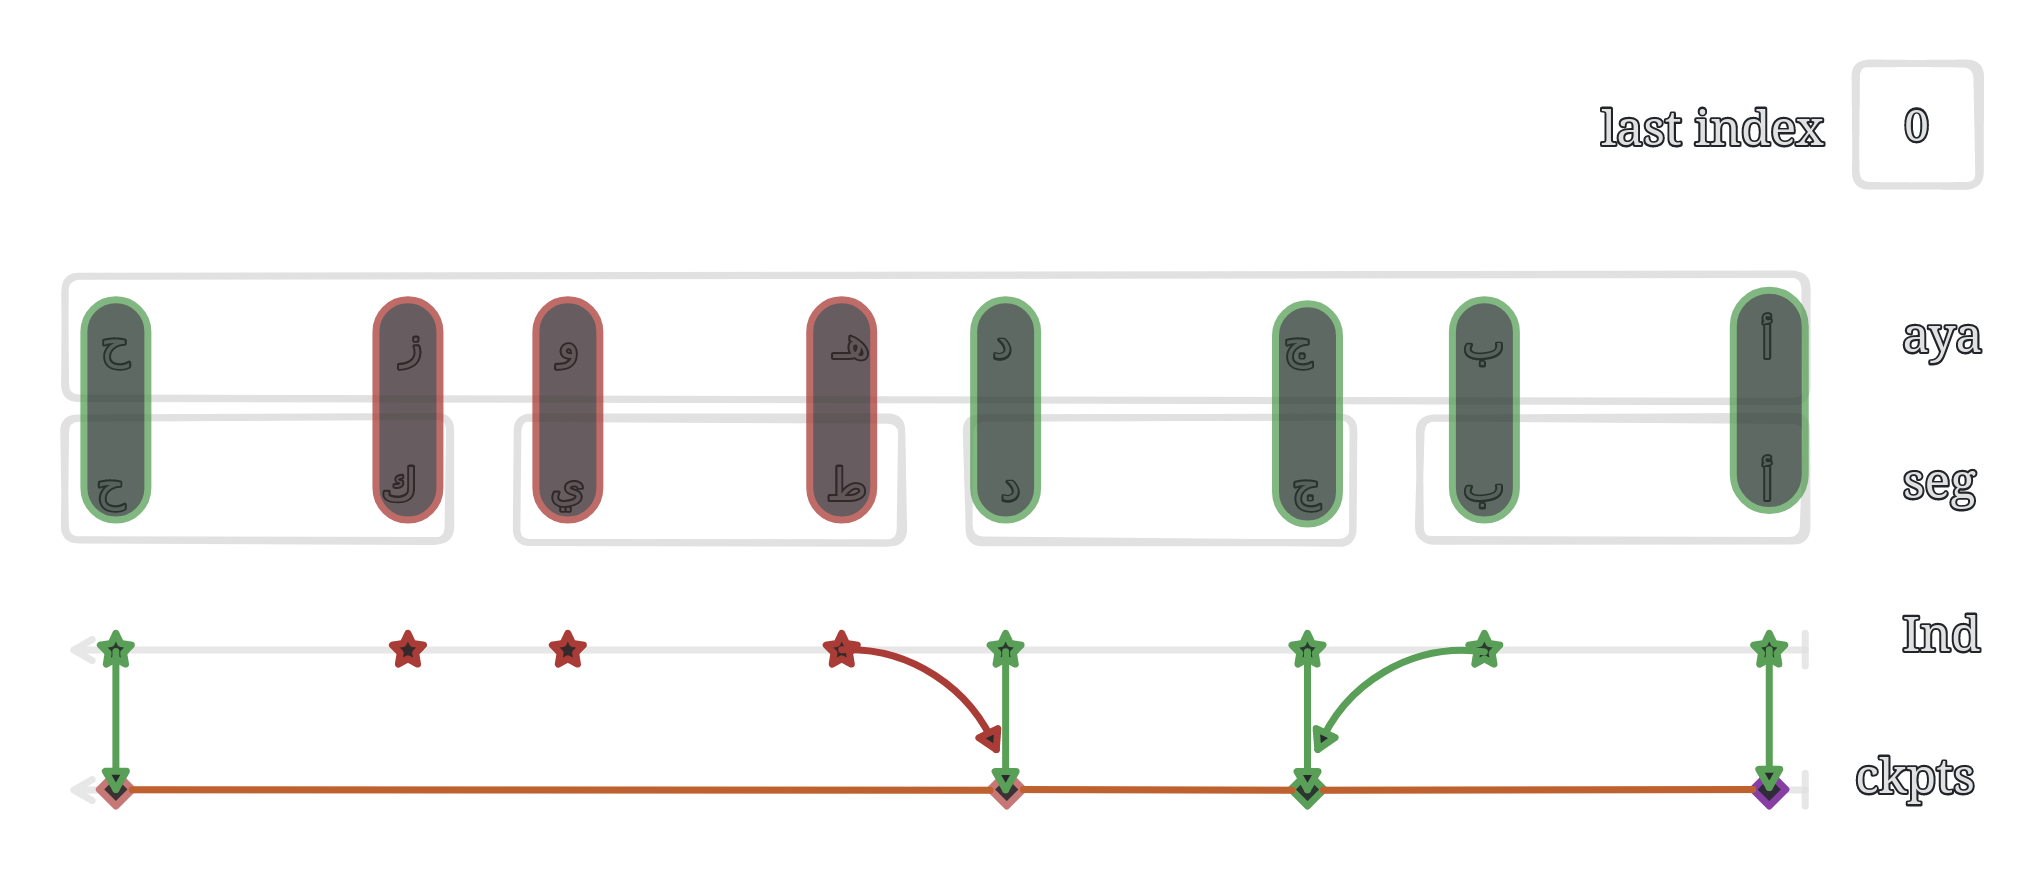 last index 0
أ ب ج د هـ و ز ح aya
أ ب ج د ط ي ك ح seg
Ind
ckpts